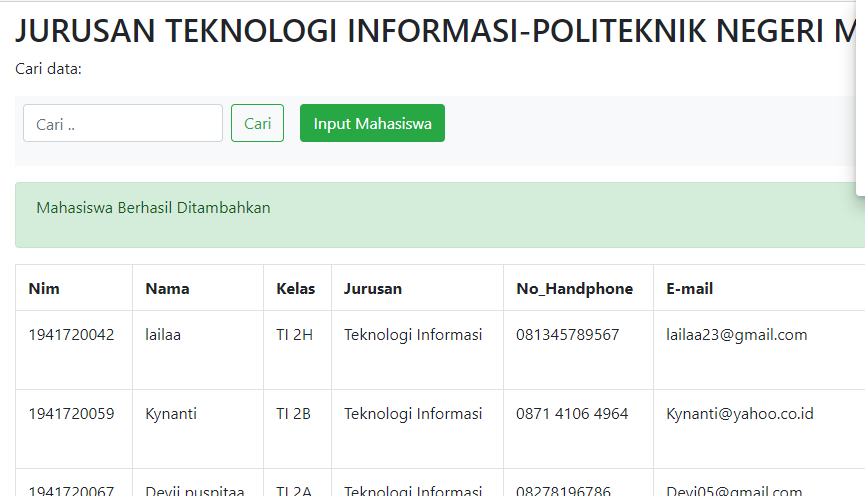 JURUSAN TEKNOLOGI INFORMASI-POLITEKNIK NEGERI M
Cari data:
Cari .. Cari Input Mahasiswa
Mahasiswa Berhasil Ditambahkan
Nim Nama Kelas Jurusan No_Handphone E-mail
1941720042 lailaa TI 2H Teknologi Informasi 081345789567 lailaa23@gmail.com
1941720059 Kynanti TI 2B Teknologi Informasi 0871 4106 4964 Kynanti@yahoo.co.id
1941720067 Devii puspitaa TI 2A Teknologi Informasi 08278196786 Devi05@gmail.com